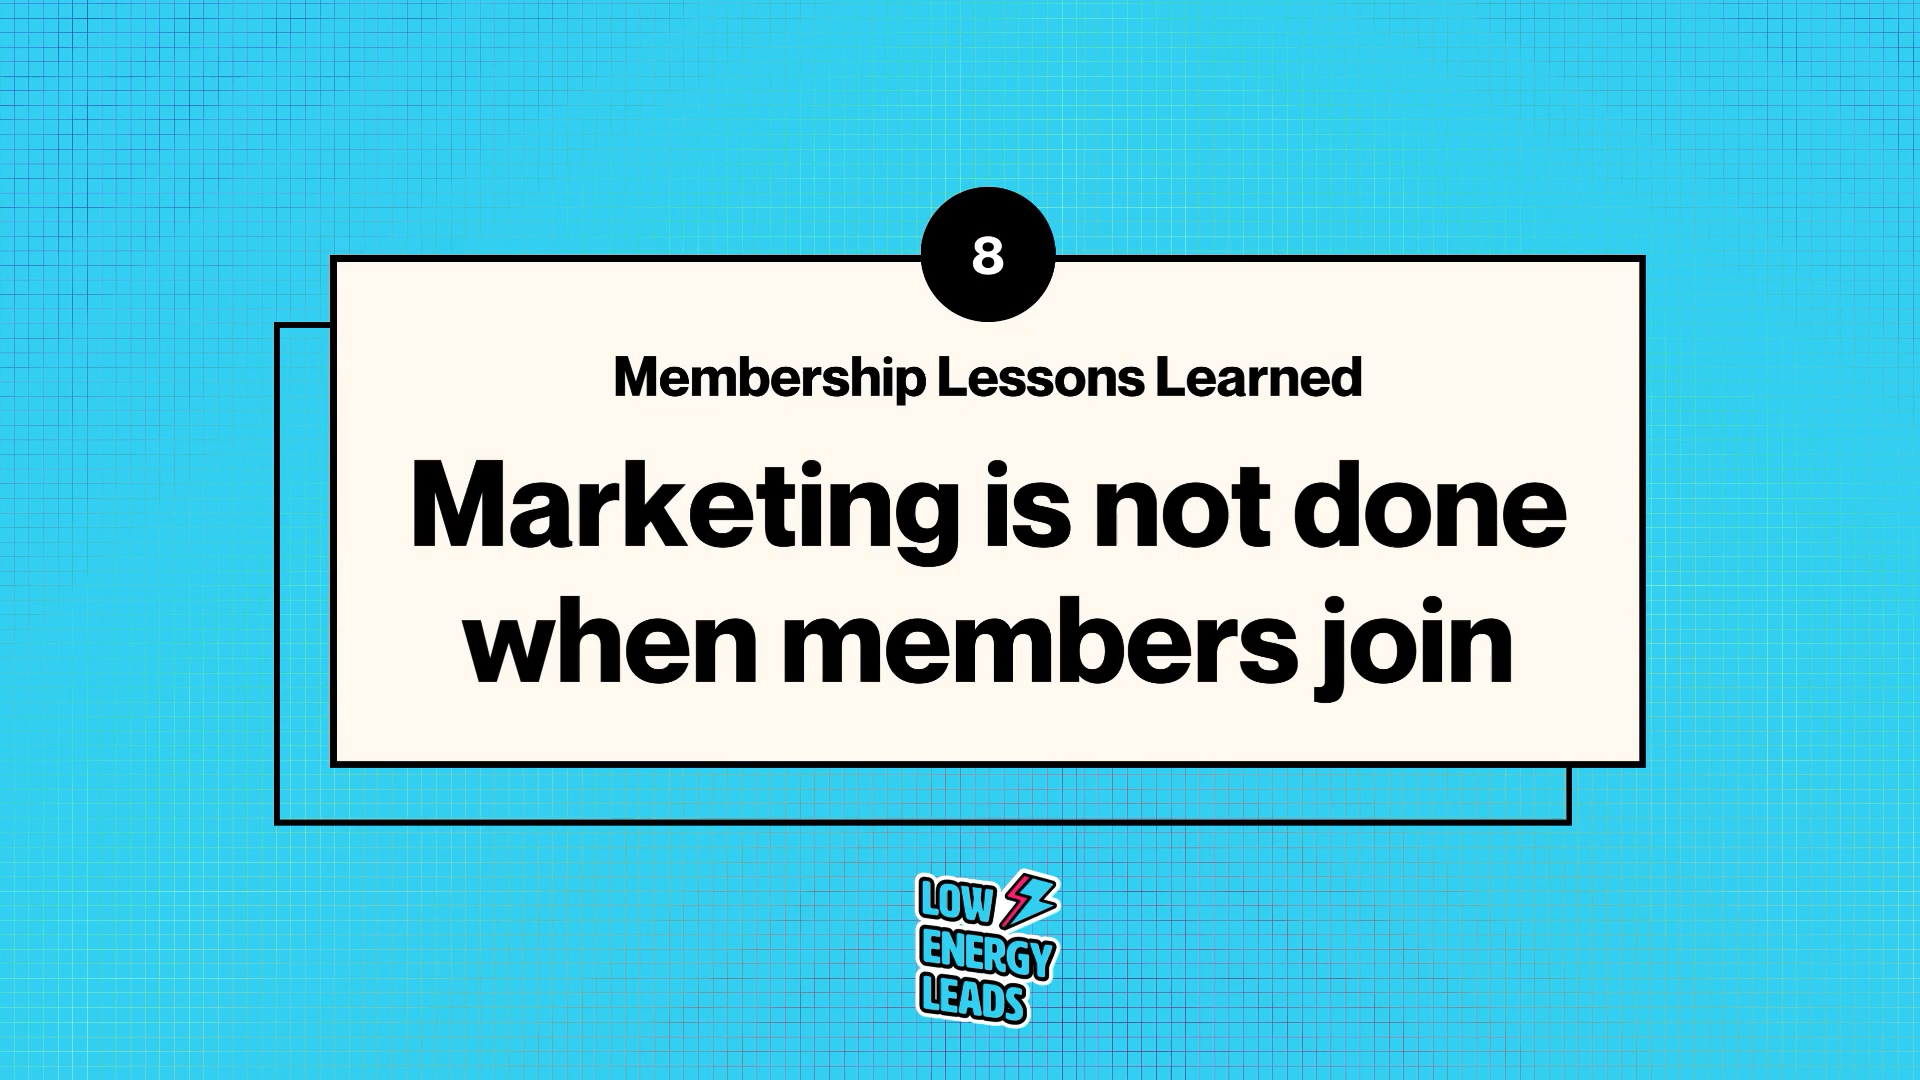 8
Membership Lessons Learned
Marketing is not done
when members join
LOW
ENERGY
LEADS